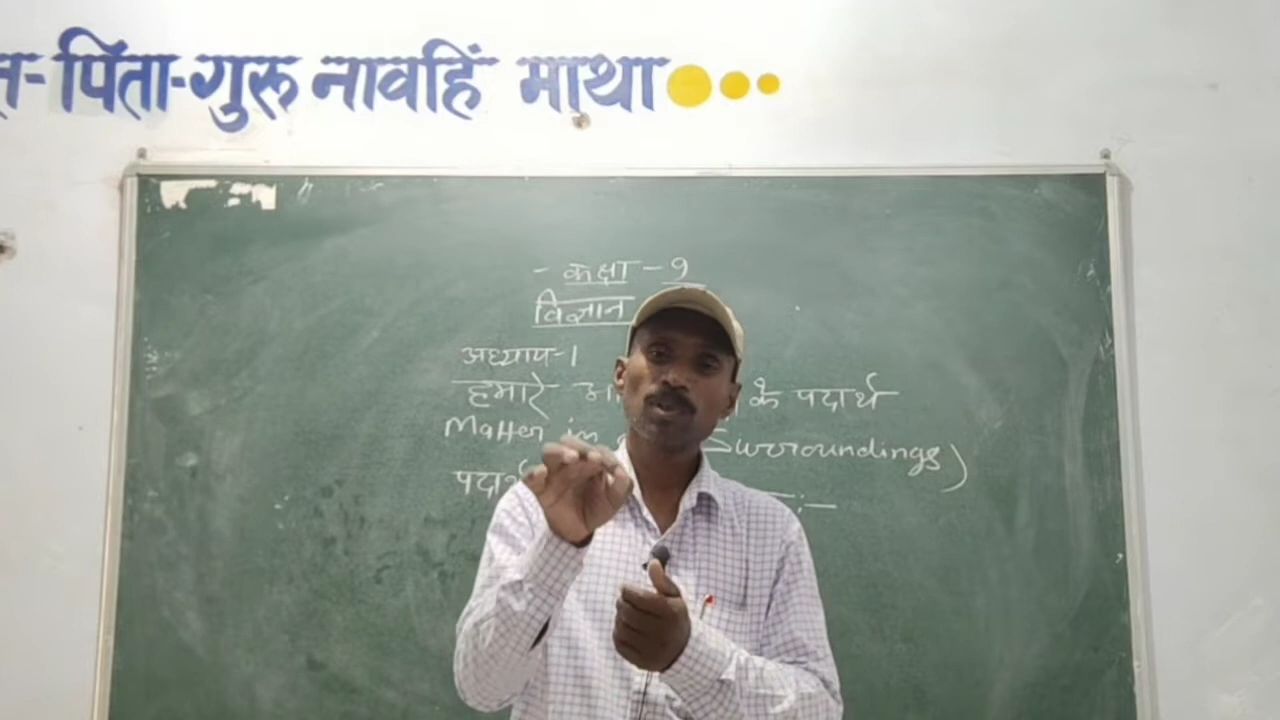 पिता-गुरु नावहिं माथा
- कक्षा - 9
विज्ञान
अध्याय-1
हमारे के पदार्थ
Matter in Surroundings)
पदार्थ :-